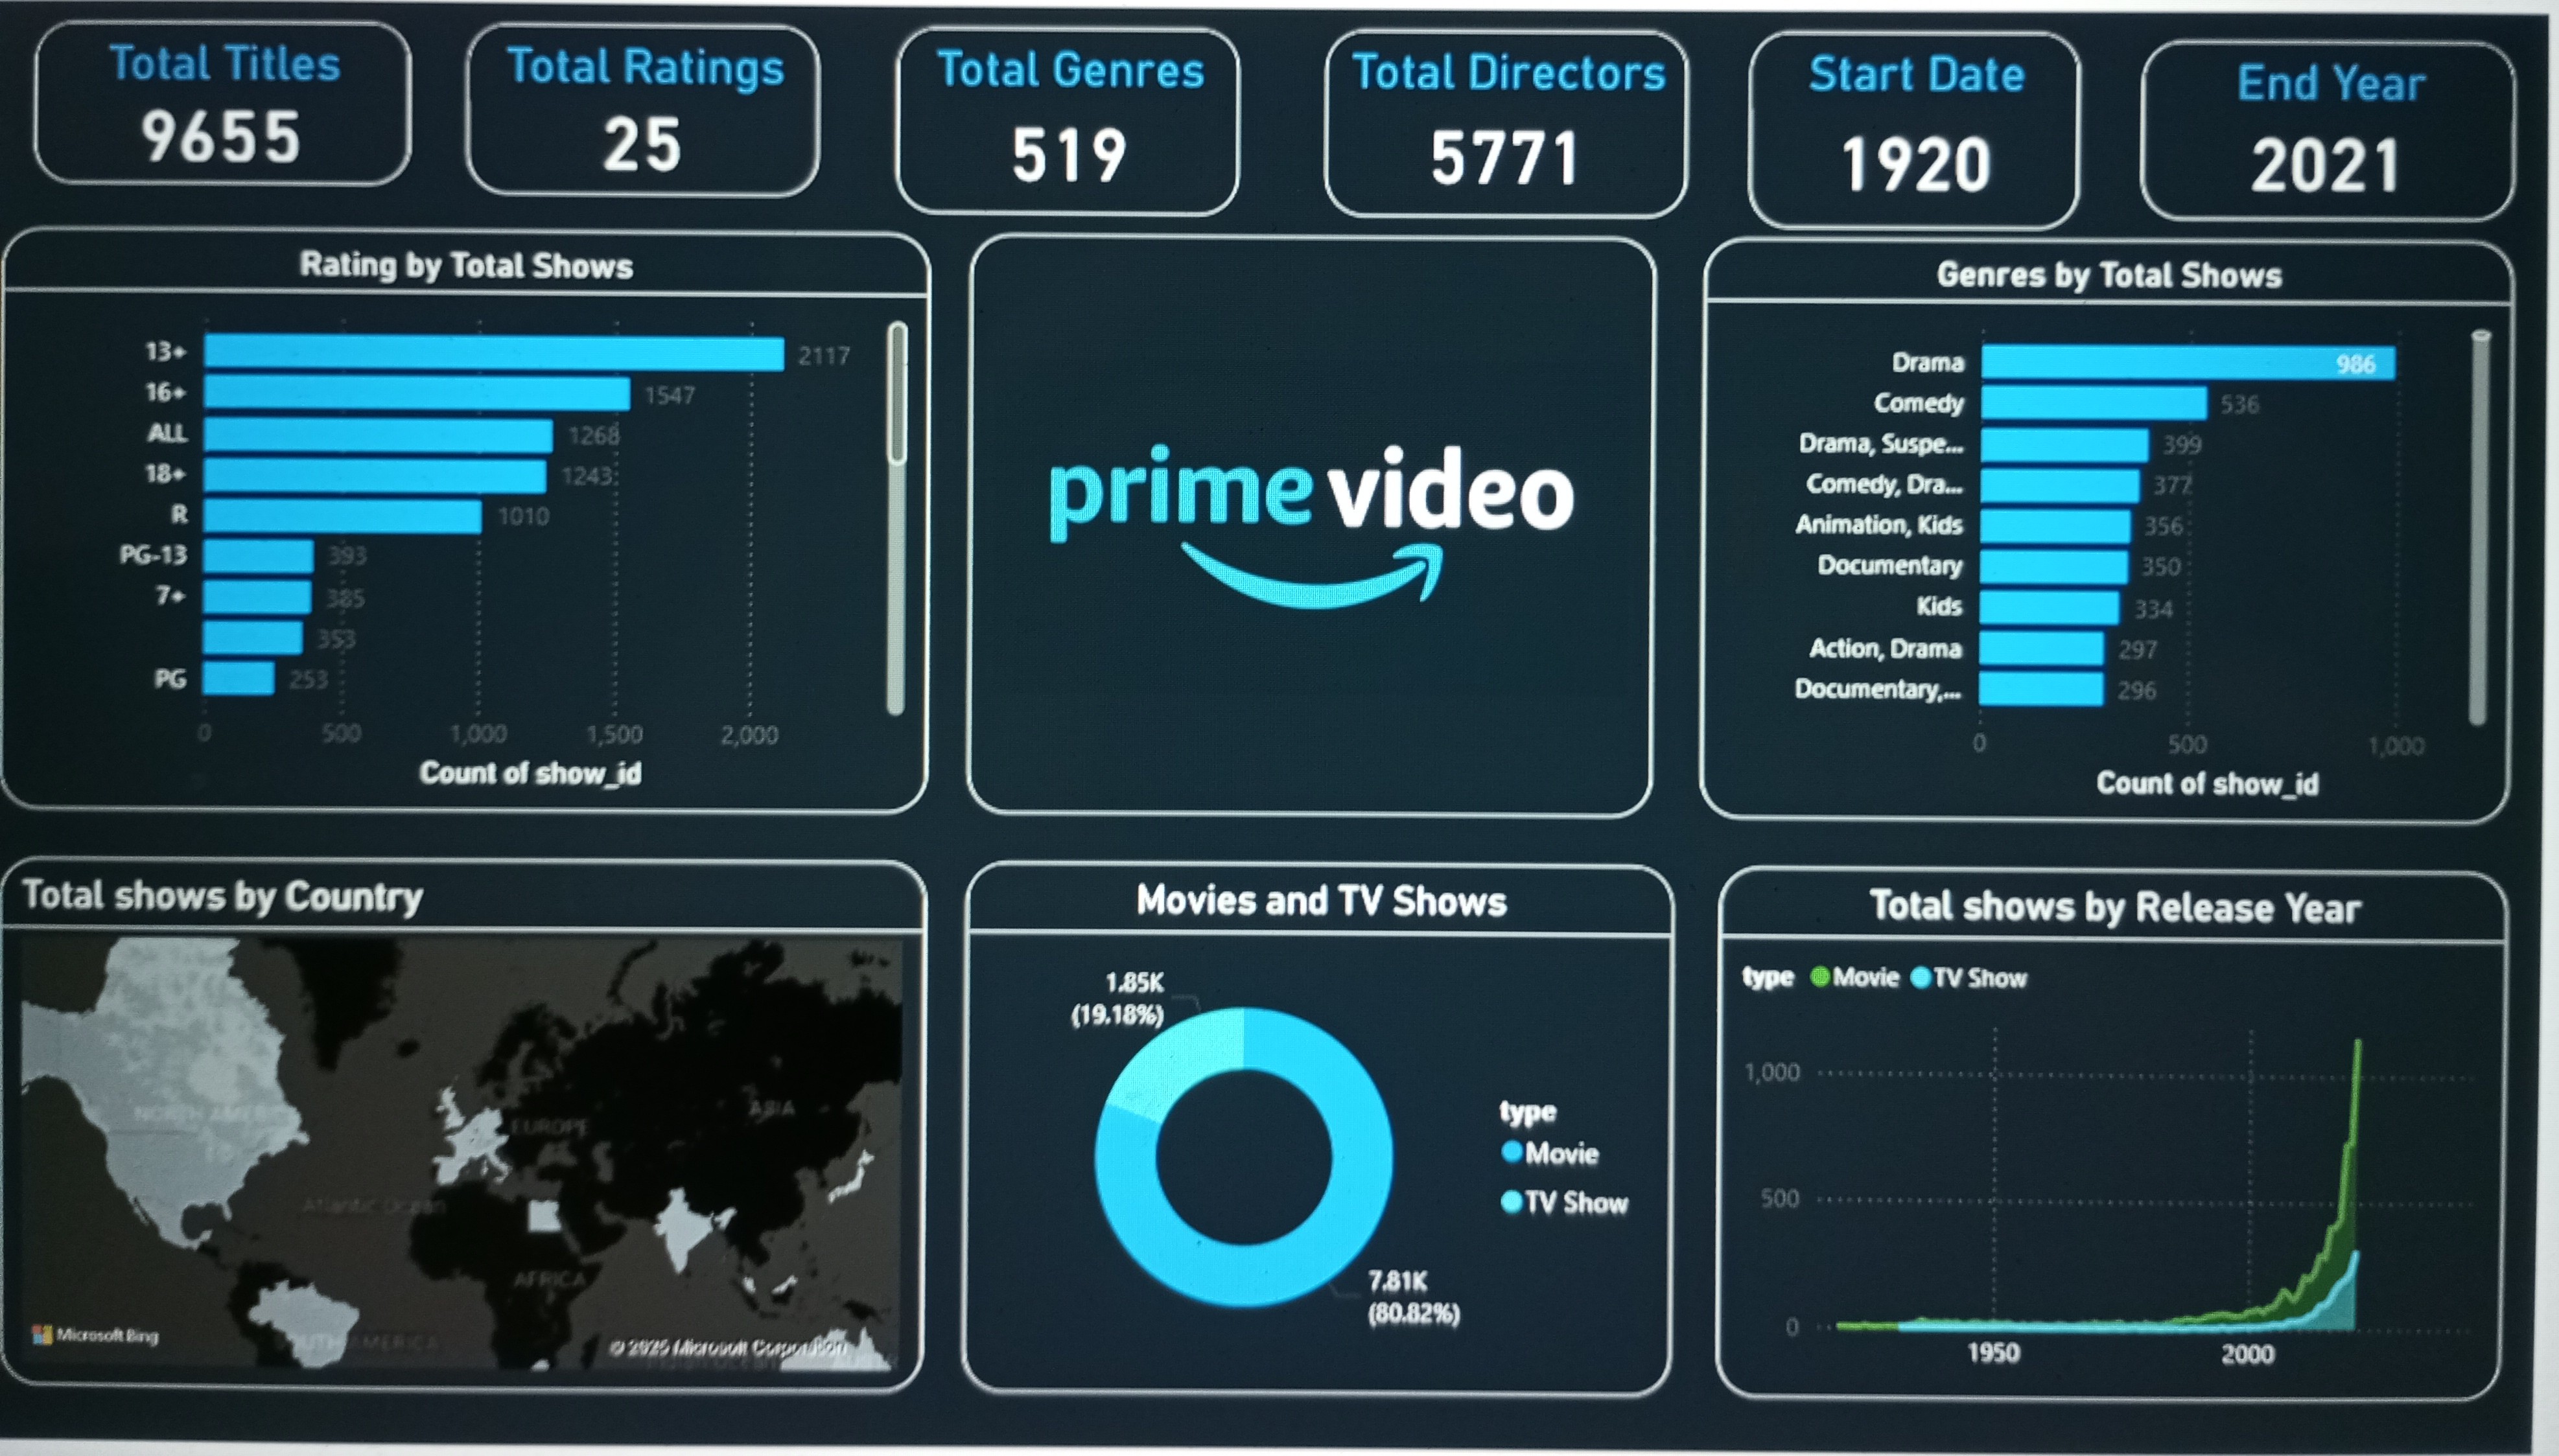 Total Titles
9655
Total Ratings
25
Total Genres
519
Total Directors
5771
Start Date
1920
End Year
2021
Rating by Total Shows
13+
2117
16+
1547
ALL
1268
18+
1243
R
1010
PG-13
393
7+
385
353
PG
253
0
500
1,000
1,500
2,000
Count of show_id
prime video
Genres by Total Shows
Drama
986
Comedy
536
Drama, Suspe...
399
Comedy, Dra...
377
Animation, Kids
356
Documentary
350
Kids
334
Action, Drama
297
Documentary,...
296
0
500
1,000
Count of show_id
Total shows by Country
NORTH AMERICA
EUROPE
ASIA
Atlantic Ocean
AFRICA
SOUTH AMERICA
Microsoft Bing
© 2025 Microsoft Corporation
Movies and TV Shows
1.85K
(19.18%)
type
Movie
TV Show
7.81K
(80.82%)
Total shows by Release Year
type Movie TV Show
1,000
500
0
1950
2000